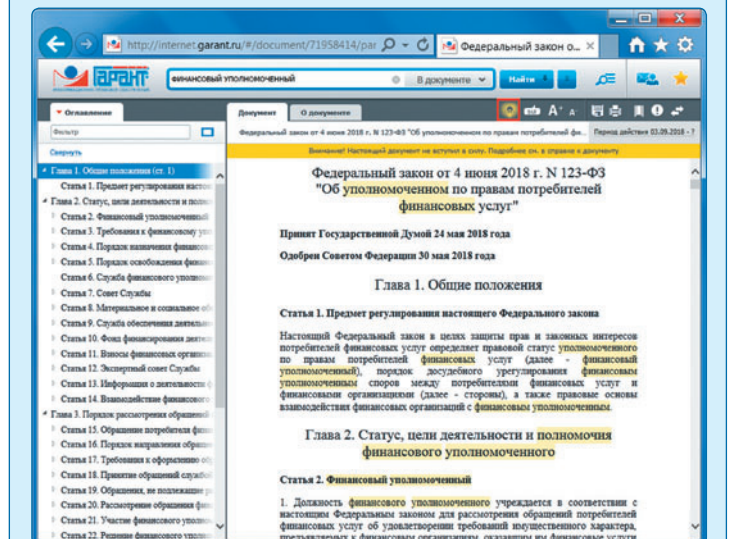 http://internet.garant.ru/#/document/71958414/par
Федеральный закон о...
ГАРАНТ
финансовый уполномоченный
В документе
Найти
Оглавление
Документ
О документе
Фильтр
Федеральный закон от 4 июня 2018 г. N 123-ФЗ "Об уполномоченном по правам потребителей фи...
Период действия 03.09.2018 - ?
Свернуть
Внимание! Настоящий документ не вступил в силу. Подробнее см. в справке к документу
Глава 1. Общие положения (ст. 1)
Статья 1. Предмет регулирования насто
Глава 2. Статус, цели деятельности и полно
Статья 2. Финансовый уполномоченный
Статья 3. Требования к финансовому упо
Статья 4. Порядок назначения финансов
Статья 5. Порядок освобождения финан
Статья 6. Служба финансового уполном
Статья 7. Совет Службы
Статья 8. Материальное и социальное об
Статья 9. Служба обеспечения деятельн
Статья 10. Фонд финансирования деятел
Статья 11. Взносы финансовых организа
Статья 12. Экспертный совет Службы
Статья 13. Информация о деятельности ф
Статья 14. Взаимодействие финансового
Глава 3. Порядок рассмотрения обращений
Статья 15. Обращение потребителя фина
Статья 16. Порядок направления обраще
Статья 17. Требования к оформлению об
Статья 18. Принятие обращений службой
Статья 19. Обращения, не подлежащие р
Статья 20. Рассмотрение обращения фин
Статья 21. Участие финансового уполно
Статья 22. Решение финансового уполно
Федеральный закон от 4 июня 2018 г. N 123-ФЗ
"Об уполномоченном по правам потребителей
финансовых услуг"
Принят Государственной Думой 24 мая 2018 года
Одобрен Советом Федерации 30 мая 2018 года
Глава 1. Общие положения
Статья 1. Предмет регулирования настоящего Федерального закона
Настоящий Федеральный закон в целях защиты прав и законных интересов
потребителей финансовых услуг определяет правовой статус уполномоченного
по правам потребителей финансовых услуг (далее - финансовый
уполномоченный), порядок досудебного урегулирования финансовым
уполномоченным споров между потребителями финансовых услуг и
финансовыми организациями (далее - стороны), а также правовые основы
взаимодействия финансовых организаций с финансовым уполномоченным.
Глава 2. Статус, цели деятельности и полномочия
финансового уполномоченного
Статья 2. Финансовый уполномоченный
1. Должность финансового уполномоченного учреждается в соответствии с
настоящим Федеральным законом для рассмотрения обращений потребителей
финансовых услуг об удовлетворении требований имущественного характера,
предъявляемых к финансовым организациям, оказавшим им финансовые услуги